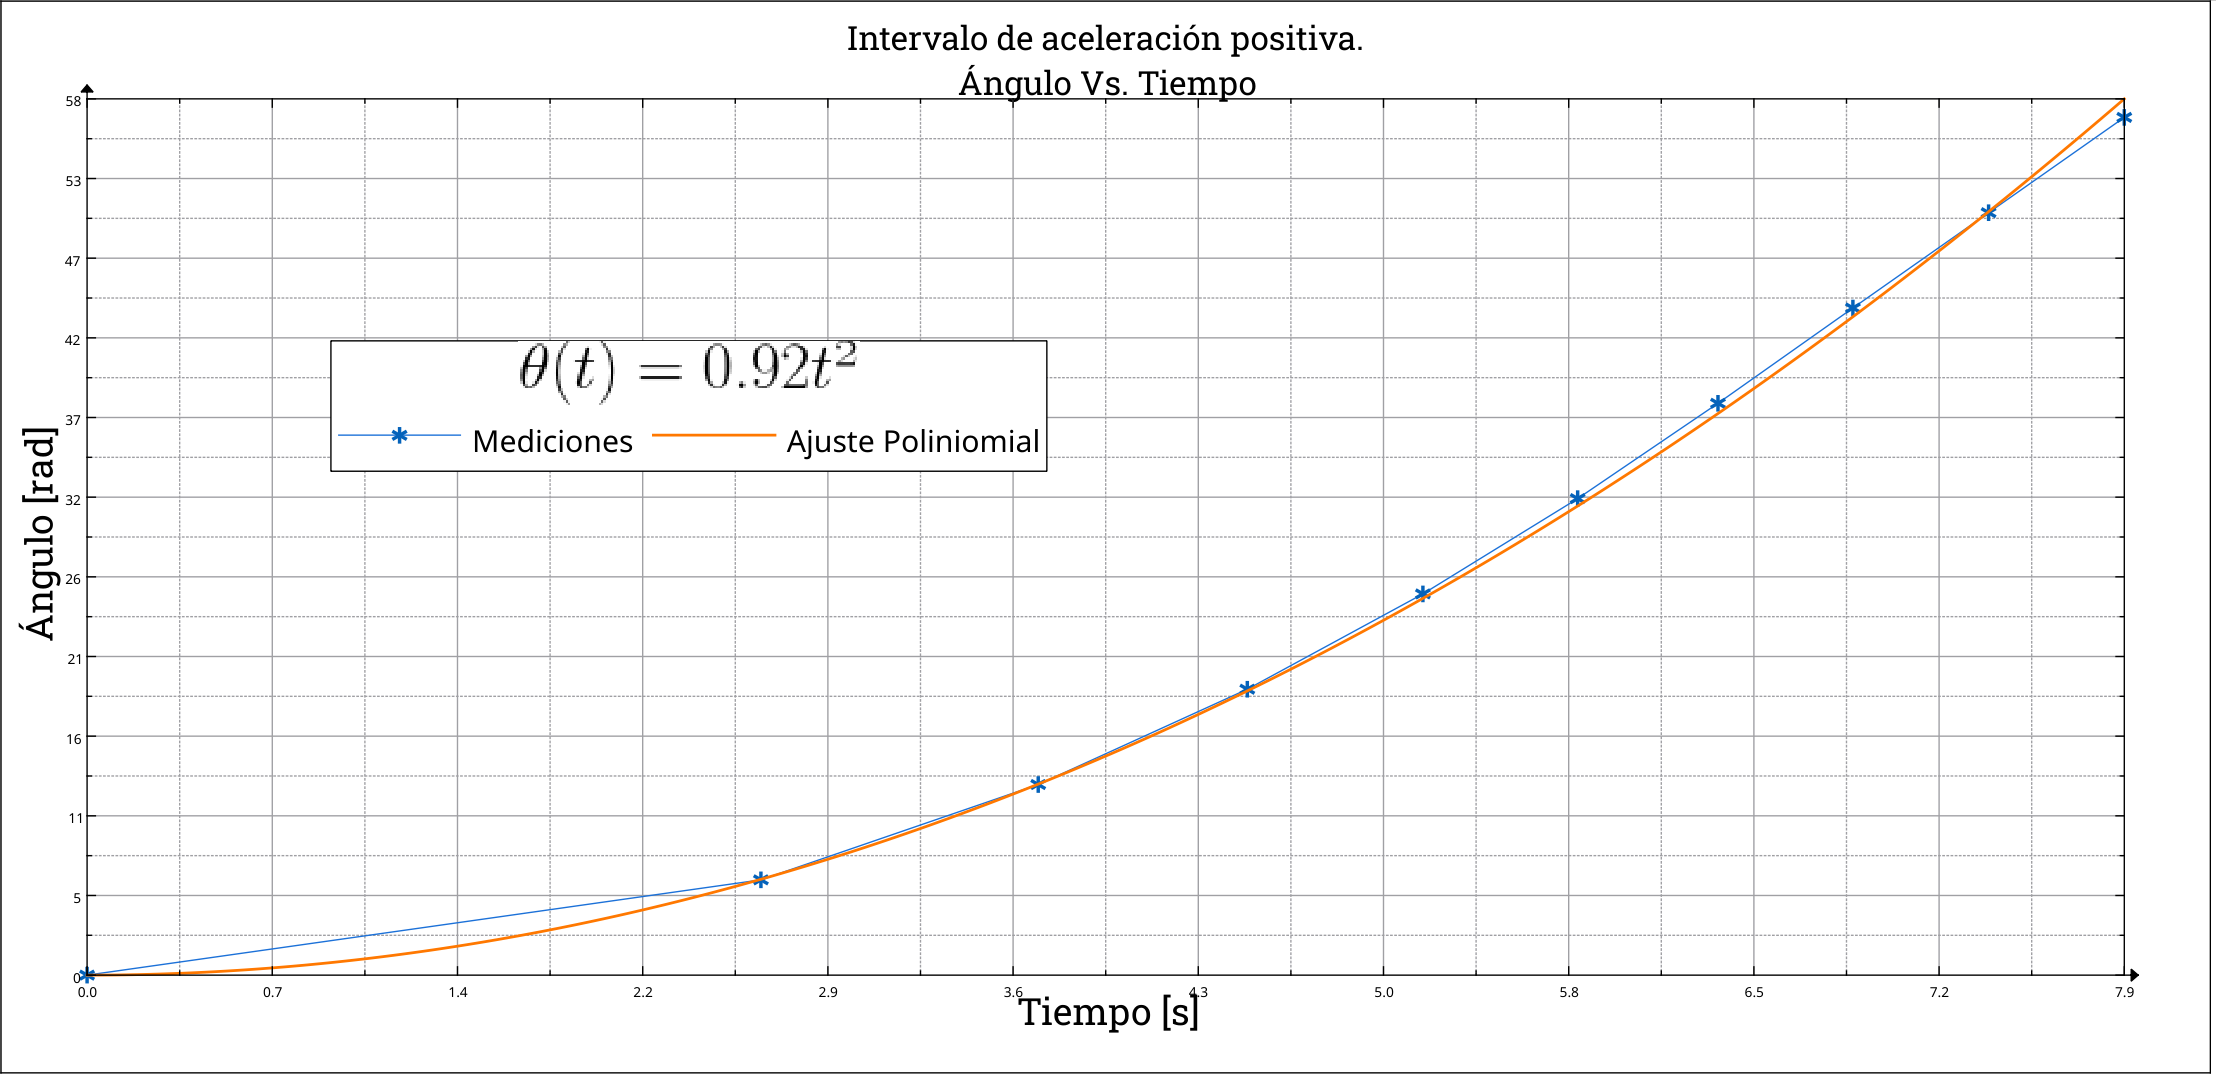 Intervalo de aceleración positiva.
Ángulo Vs. Tiempo
58
53
47
42
37
32
26
21
16
11
5
0
Ángulo [rad]
θ(t) = 0.92t²
Mediciones Ajuste Poliniomial
0.0 0.7 1.4 2.2 2.9 3.6 4.3 5.0 5.8 6.5 7.2 7.9
Tiempo [s]